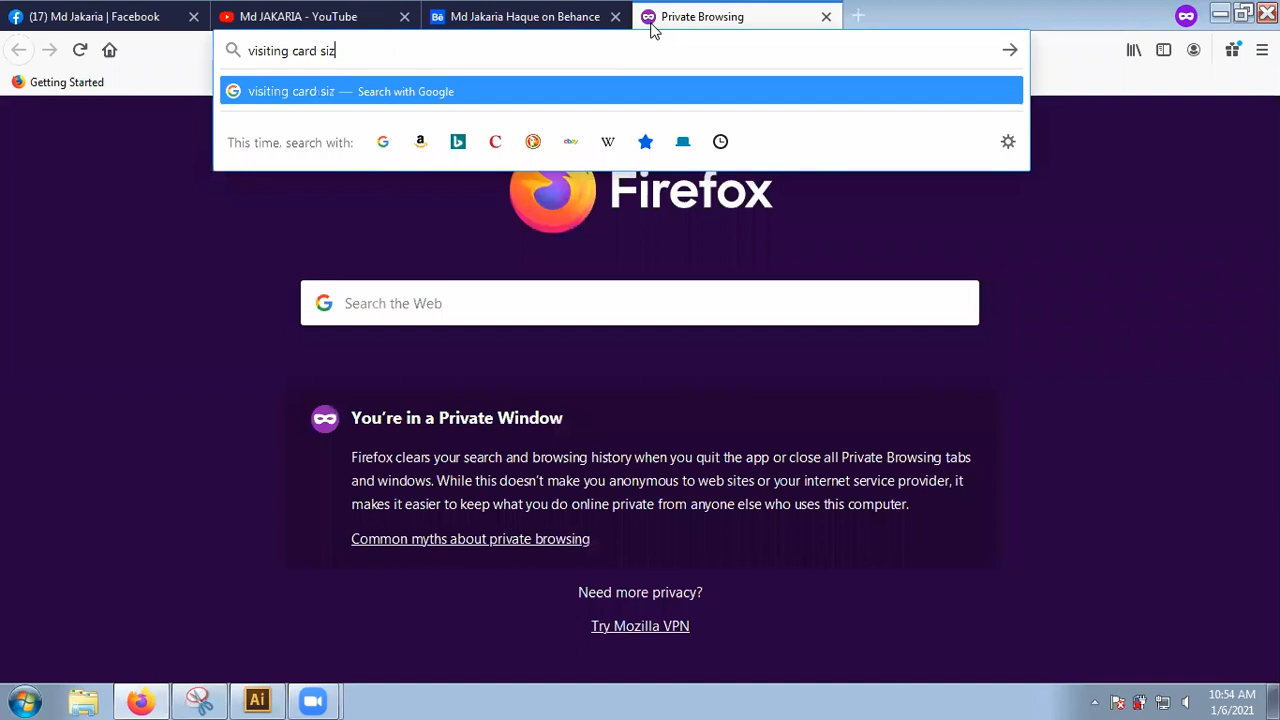 (17) Md Jakaria | Facebook
Md JAKARIA - YouTube
Bē Md Jakaria Haque on Behance
Private Browsing
visiting card siz
Getting Started
visiting card siz — Search with Google
This time, search with:
Firefox
Search the Web
You're in a Private Window
Firefox clears your search and browsing history when you quit the app or close all Private Browsing tabs
and windows. While this doesn't make you anonymous to web sites or your internet service provider, it
makes it easier to keep what you do online private from anyone else who uses this computer.
Common myths about private browsing
Need more privacy?
Try Mozilla VPN
Ai
10:54 AM
1/6/2021